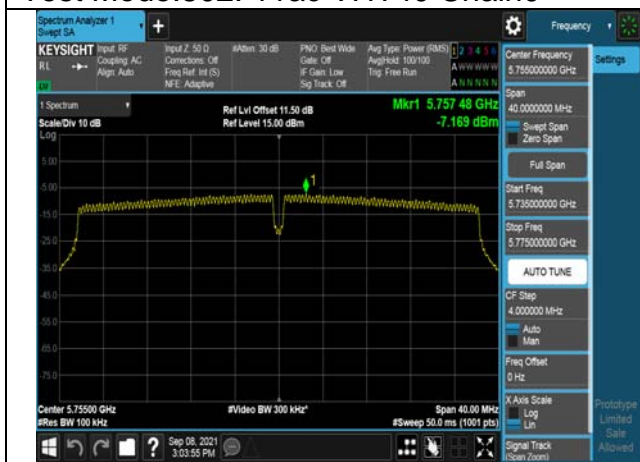 Spectrum Analyzer 1
Swept SA
+
Frequency
KEYSIGHT
Input: RF
Input Z: 50 Ω
#Atten: 30 dB
PNO: Best Wide
Avg Type: Power (RMS)
1 2 3 4 5 6
RL
Coupling: AC
Corrections: Off
Gate: Off
Avg|Hold: 100/100
A W W W W W
Align: Auto
Freq Ref: Int (S)
IF Gain: Low
Trig: Free Run
NFE: Adaptive
Sig Track: Off
A N N N N N
1 Spectrum
Ref Lvl Offset 11.50 dB
Mkr1 5.757 48 GHz
Scale/Div 10 dB
Ref Level 15.00 dBm
-7.169 dBm
Log
5.00
-5.00
1
-15.0
-25.0
-35.0
-45.0
-55.0
-65.0
-75.0
Center 5.75500 GHz
#Video BW 300 kHz*
Span 40.00 MHz
#Res BW 100 kHz
#Sweep 50.0 ms (1001 pts)
?
Sep 08, 2021
3:03:55 PM
Center Frequency
5.755000000 GHz
Settings
Span
40.0000000 MHz
Swept Span
Zero Span
Full Span
Start Freq
5.735000000 GHz
Stop Freq
5.775000000 GHz
AUTO TUNE
CF Step
4.000000 MHz
Auto
Man
Freq Offset
0 Hz
X Axis Scale
Log
Lin
Signal Track
(Span Zoom)
Prototype
Limited
Sale
Allowed